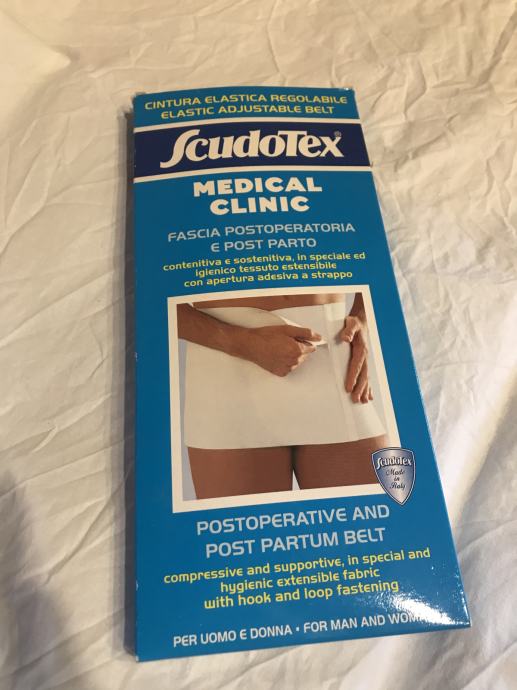 CINTURA ELASTICA REGOLABILE
ELASTIC ADJUSTABLE BELT
ScudoTex®
MEDICAL
CLINIC
FASCIA POSTOPERATORIA
E POST PARTO
contenitiva e sostenitiva, in speciale ed
igienico tessuto estensibile
con apertura adesiva a strappo
ScudoTex
Made
in
Italy
POSTOPERATIVE AND
POST PARTUM BELT
compressive and supportive, in special and
hygienic extensible fabric
with hook and loop fastening
PER UOMO E DONNA • FOR MAN AND